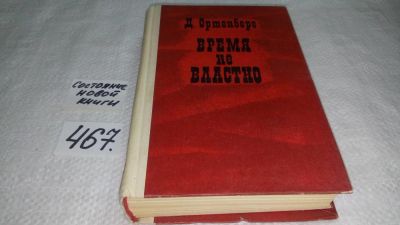 Д. Ортенберг
ВРЕМЯ НЕ
ВЛАСТНО
СОСТОЯНИЕ
НОВОЙ
КНИГИ
467.